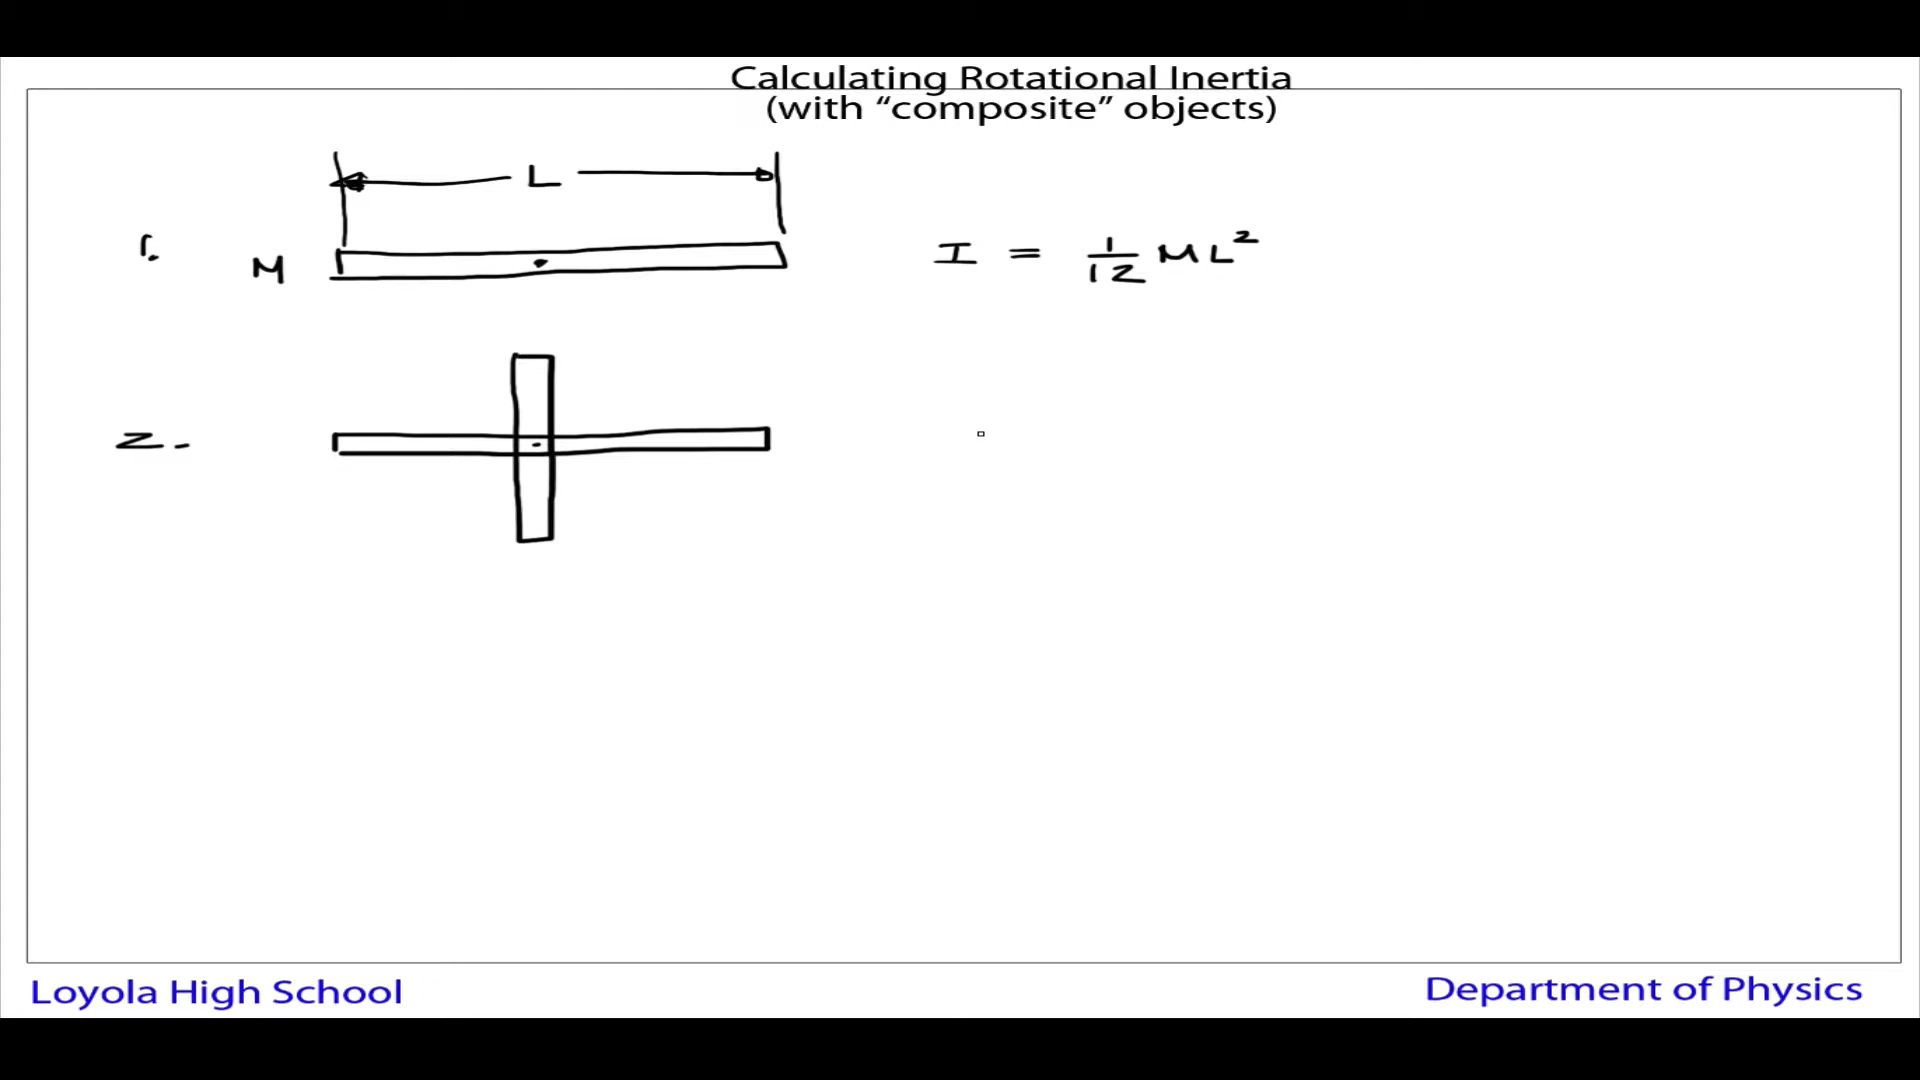 Calculating Rotational Inertia
(with “composite” objects)
L
1.
M
I = 1/12 ML²
2.
Loyola High School
Department of Physics